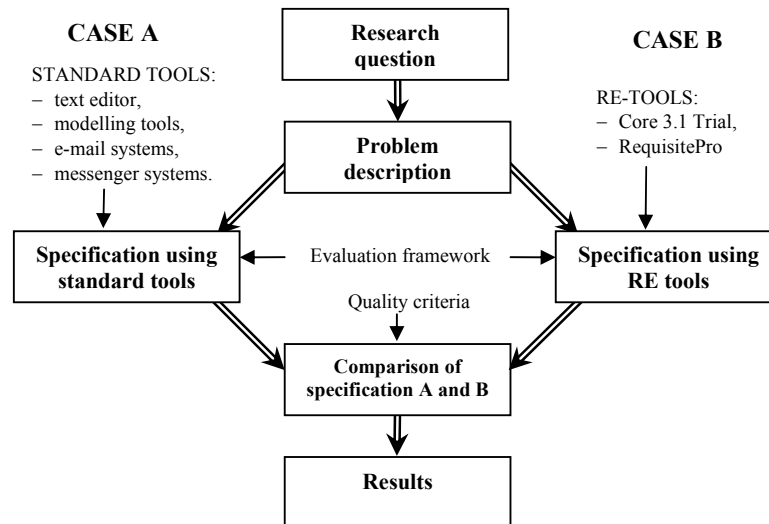 CASE A
STANDARD TOOLS:
– text editor,
– modelling tools,
– e-mail systems,
– messenger systems.
Research
question
CASE B
RE-TOOLS:
– Core 3.1 Trial,
– RequisitePro
Problem
description
Specification using
standard tools
Evaluation framework
Specification using
RE tools
Quality criteria
Comparison of
specification A and B
Results